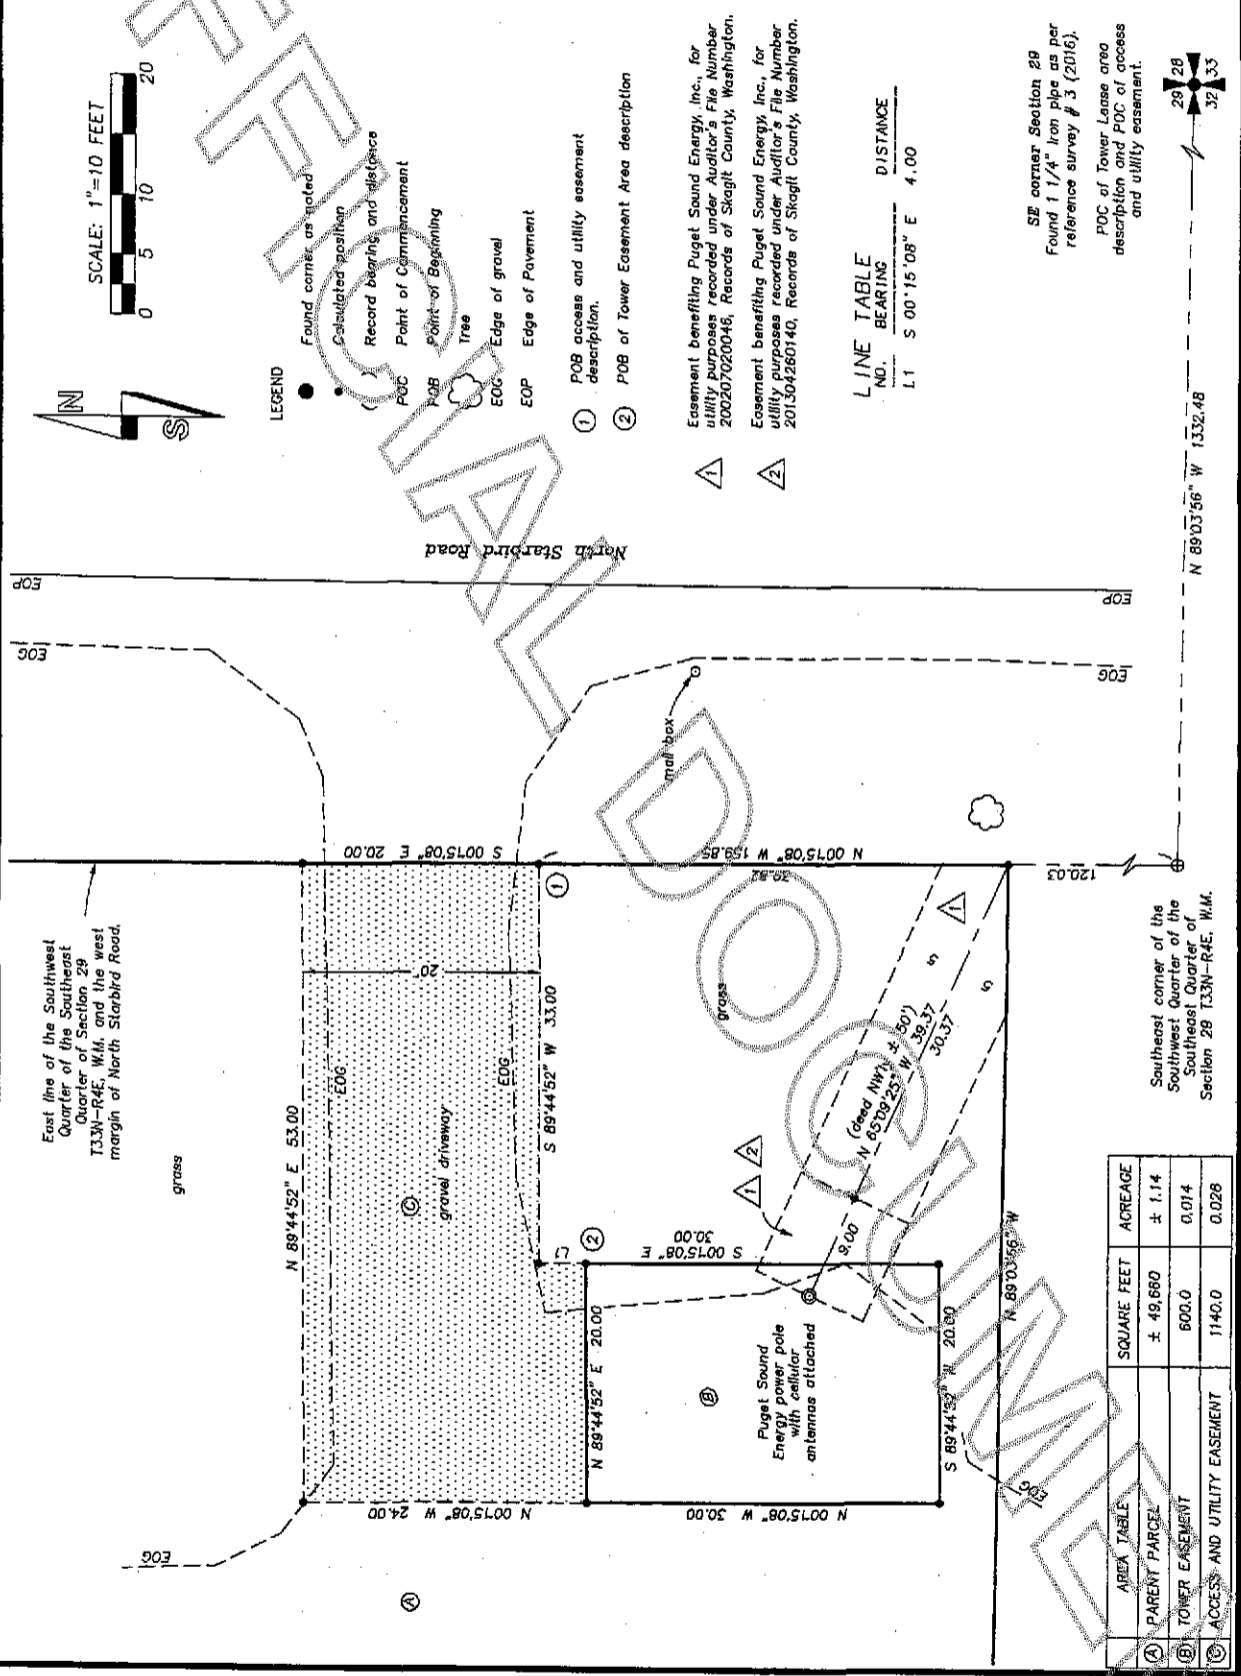 SCALE: 1"=10 FEET
0 5 10 20
N
S
LEGEND
Found corner as noted
Calculated position
( ) Record bearing and distance
POC Point of Commencement
POB Point of Beginning
Tree
EOG Edge of gravel
EOP Edge of Pavement
1 POB access and utility easement
description.
2 POB of Tower Easement Area description
1 Easement benefiting Puget Sound Energy, Inc., for
utility purposes recorded under Auditor's File Number
200207020046, Records of Skagit County, Washington.
2 Easement benefiting Puget Sound Energy, Inc., for
utility purposes recorded under Auditor's File Number
201304260140, Records of Skagit County, Washington.
LINE TABLE
NO. BEARING DISTANCE
L1 S 00°15'08" E 4.00
SE corner Section 29
Found 1 1/4" iron pipe as per
reference survey # 3 (2016).
POC of Tower Lease area
description and POC of access
and utility easement.
29 28
32 33
N 89°03'56" W 1332.48
North Starbird Road
EOP
EOP
EOG
EOG
mail box
East line of the Southwest
Quarter of the Southeast
Quarter of Section 29
T33N-R4E, W.M. and the west
margin of North Starbird Road.
grass
N 89°44'52" E 53.00
S 00°15'08" E 20.00
20'
EOG
gravel driveway
C
EOG
1
S 89°44'52" W 33.00
N 00°15'08" W 159.85
120.03
grass
L1
2
S 00°15'08" E
30.00
1 2
1
(deed NW'ly ± 50')
N 65°09'25" W 39.37
30.37
9.00
S
S
N 00°15'08" W 24.00
N 89°44'52" E 20.00
B
Puget Sound
Energy power pole
with cellular
antennas attached
N 00°15'08" W 30.00
S 89°44'52" W 20.00
N 89°03'56" W
EOG
EOG
A
Southeast corner of the
Southwest Quarter of the
Southeast Quarter of
Section 29 T33N-R4E, W.M.
AREA TABLE SQUARE FEET ACREAGE
A PARENT PARCEL ± 49,660 ± 1.14
B TOWER EASEMENT 600.0 0.014
C ACCESS AND UTILITY EASEMENT 1140.0 0.026